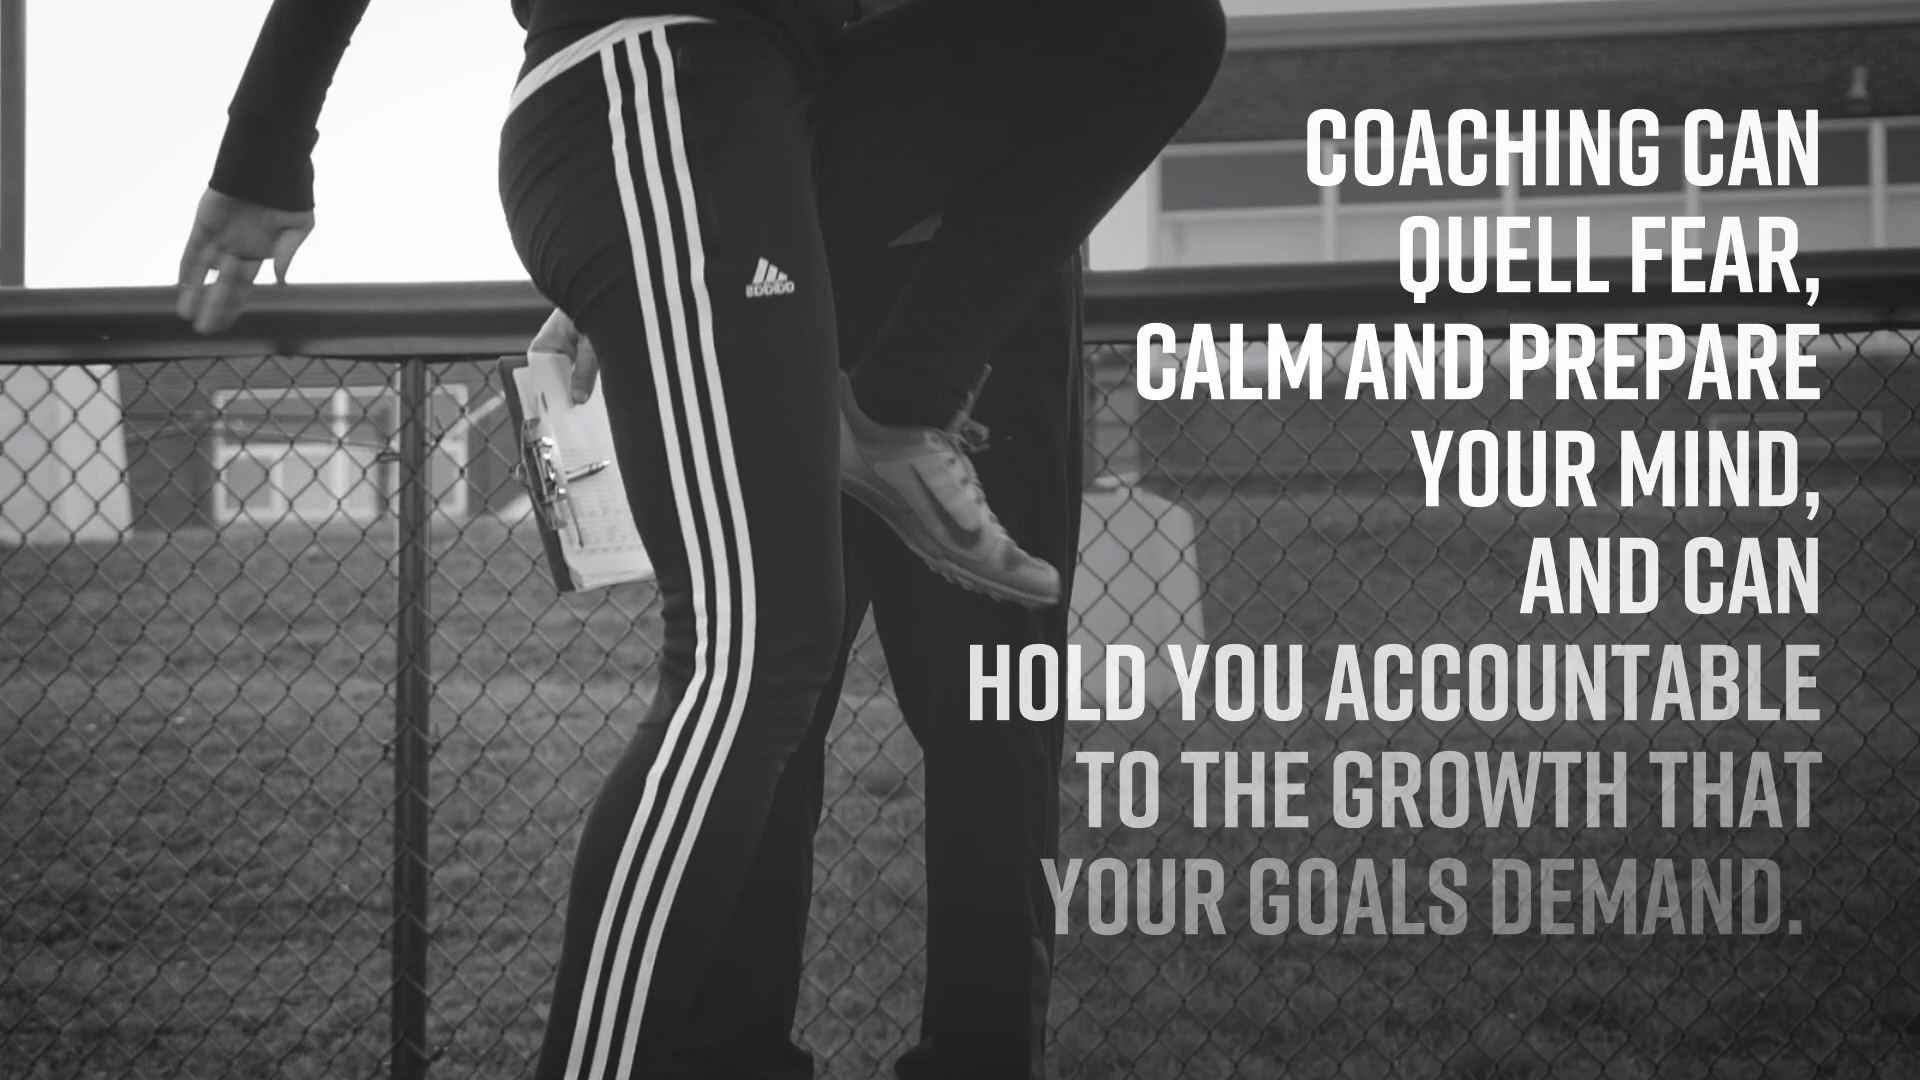 adidas
COACHING CAN
QUELL FEAR,
CALM AND PREPARE
YOUR MIND,
AND CAN
HOLD YOU ACCOUNTABLE
TO THE GROWTH THAT
YOUR GOALS DEMAND.